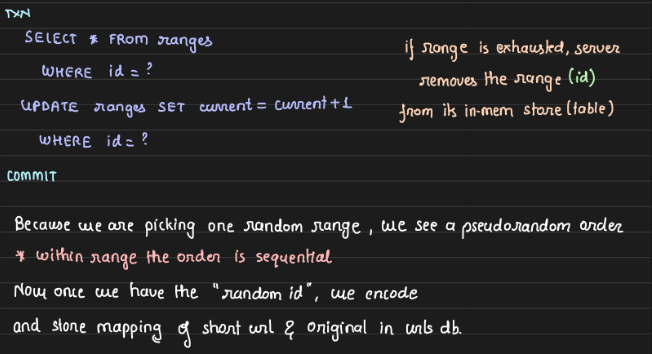 TXN
SELECT * FROM ranges
WHERE id = ?
UPDATE ranges SET current = current + 1
WHERE id = ?
COMMIT
if range is exhausted, server
removes the range (id)
from its in-mem store (table)
Because we are picking one random range, we see a pseudorandom order
* within range the order is sequential
Now once we have the "random id", we encode
and store mapping of short url & original in urls db.